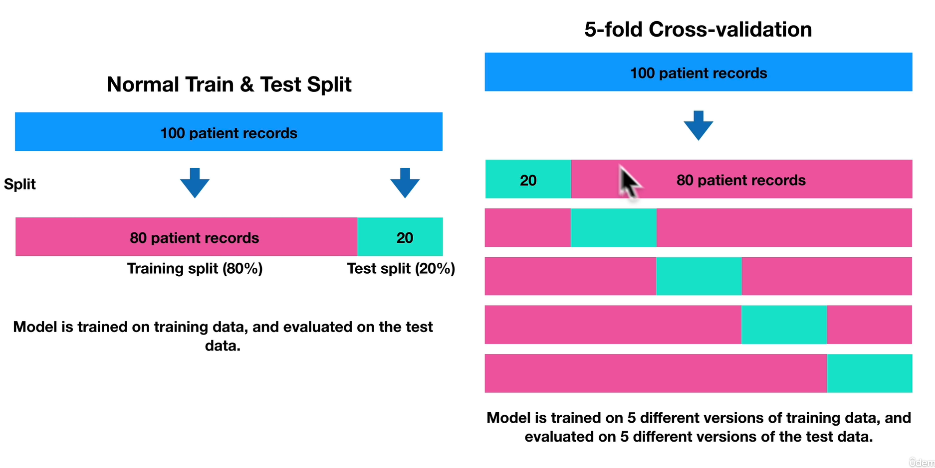 Normal Train & Test Split
100 patient records
Split
80 patient records
20
Training split (80%)
Test split (20%)
Model is trained on training data, and evaluated on the test
data.
5-fold Cross-validation
100 patient records
20
80 patient records
Model is trained on 5 different versions of training data, and
evaluated on 5 different versions of the test data.